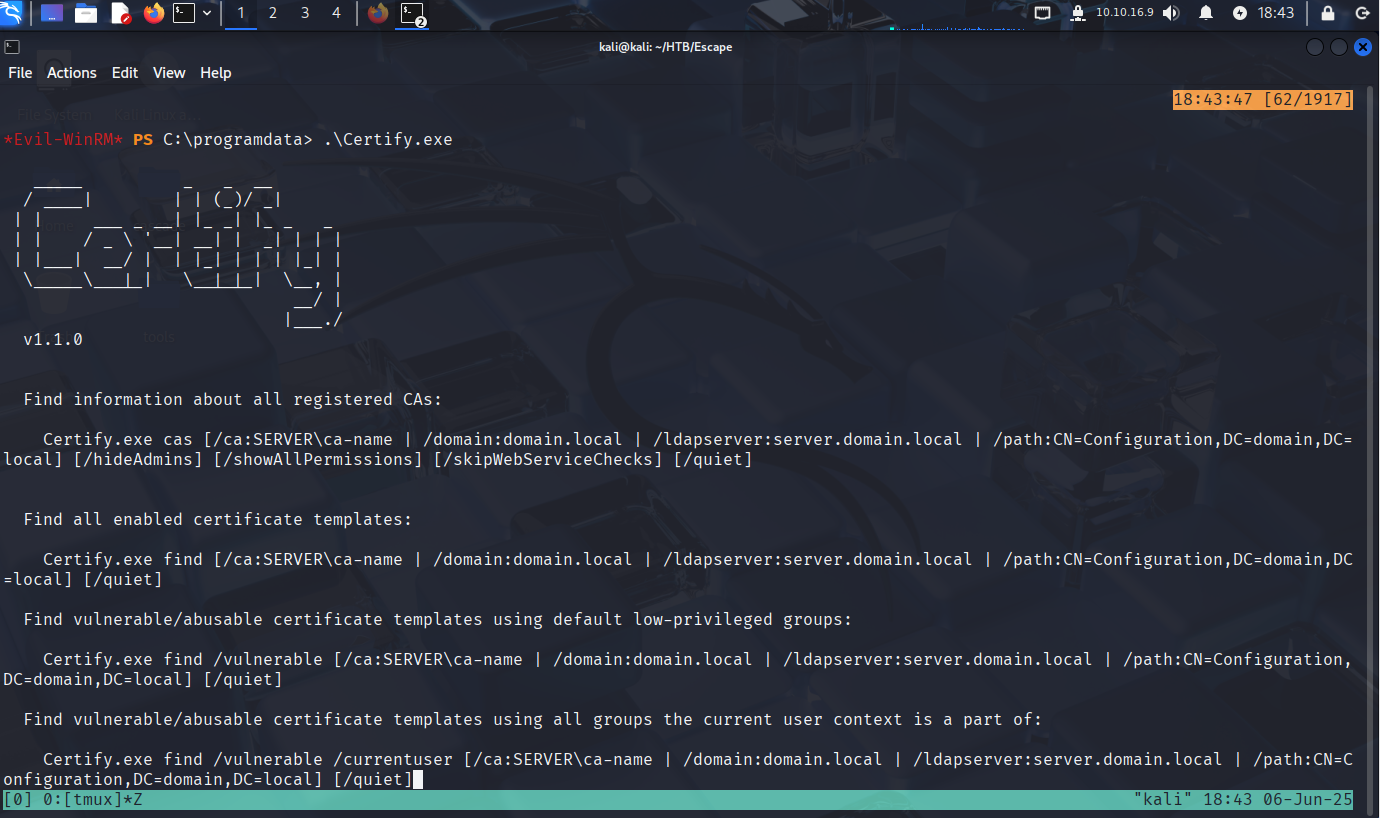 1 2 3 4 2 10.10.16.9 18:43
kali@kali: ~/HTB/Escape
File Actions Edit View Help
18:43:47 [62/1917]
*Evil-WinRM* PS C:\programdata> .\Certify.exe
v1.1.0
Find information about all registered CAs:
Certify.exe cas [/ca:SERVER\ca-name | /domain:domain.local | /ldapserver:server.domain.local | /path:CN=Configuration,DC=domain,DC=
local] [/hideAdmins] [/showAllPermissions] [/skipWebServiceChecks] [/quiet]
Find all enabled certificate templates:
Certify.exe find [/ca:SERVER\ca-name | /domain:domain.local | /ldapserver:server.domain.local | /path:CN=Configuration,DC=domain,DC
=local] [/quiet]
Find vulnerable/abusable certificate templates using default low-privileged groups:
Certify.exe find /vulnerable [/ca:SERVER\ca-name | /domain:domain.local | /ldapserver:server.domain.local | /path:CN=Configuration,
DC=domain,DC=local] [/quiet]
Find vulnerable/abusable certificate templates using all groups the current user context is a part of:
Certify.exe find /vulnerable /currentuser [/ca:SERVER\ca-name | /domain:domain.local | /ldapserver:server.domain.local | /path:CN=C
onfiguration,DC=domain,DC=local] [/quiet]
[0] 0:[tmux]*Z "kali" 18:43 06-Jun-25